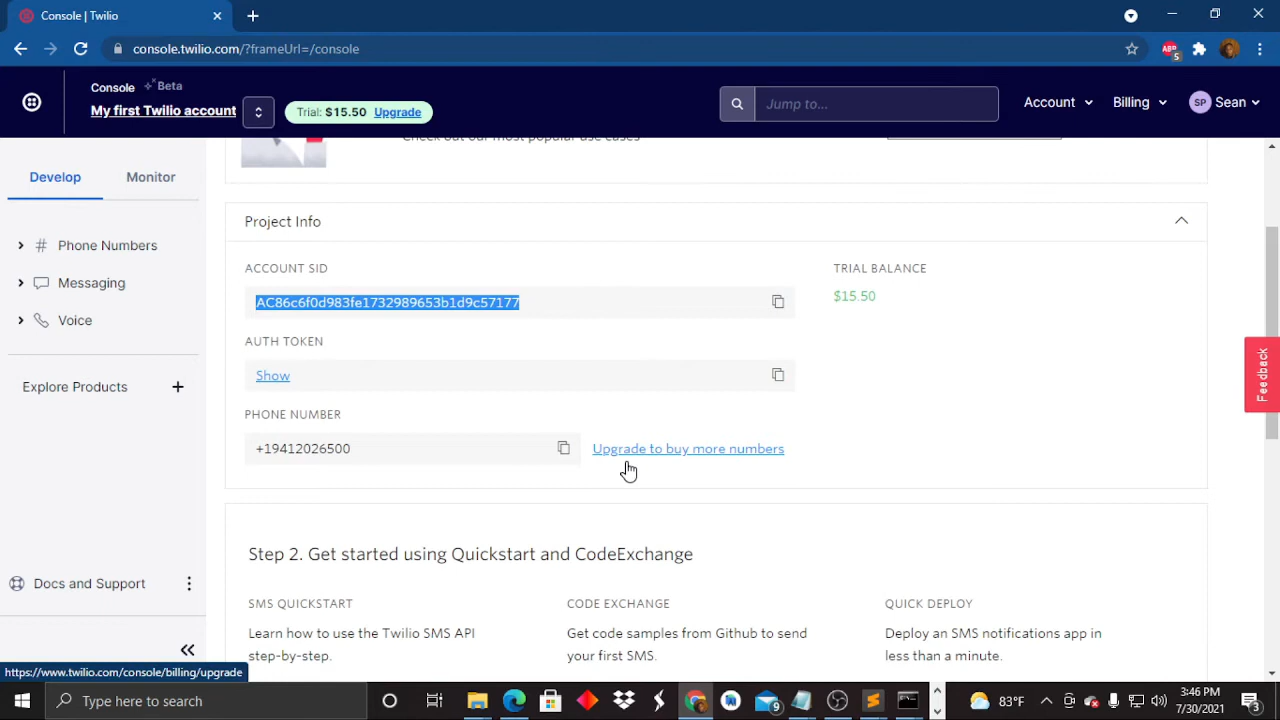 Console | Twilio
console.twilio.com/?frameUrl=/console
ABP
5
Console
Beta
My first Twilio account
Trial: $15.50 Upgrade
Jump to...
Account
Billing
SP
Sean
Check out our most popular use cases
Develop
Monitor
Phone Numbers
Messaging
Voice
Explore Products
Docs and Support
Project Info
ACCOUNT SID
AC86c6f0d983fe1732989653b1d9c57177
TRIAL BALANCE
$15.50
AUTH TOKEN
Show
PHONE NUMBER
+19412026500
Upgrade to buy more numbers
Feedback
Step 2. Get started using Quickstart and CodeExchange
SMS QUICKSTART
Learn how to use the Twilio SMS API
step-by-step.
CODE EXCHANGE
Get code samples from Github to send
your first SMS.
QUICK DEPLOY
Deploy an SMS notifications app in
less than a minute.
https://www.twilio.com/console/billing/upgrade
Type here to search
9
83°F
3:46 PM
7/30/2021
3